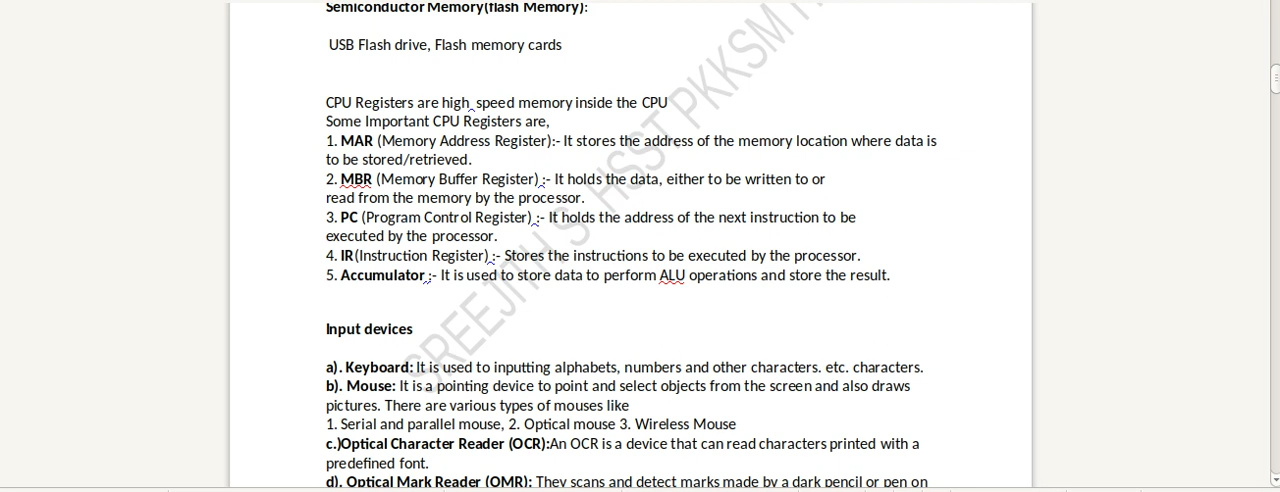 Semiconductor Memory(flash Memory):
USB Flash drive, Flash memory cards
CPU Registers are high speed memory inside the CPU
Some Important CPU Registers are,
1. MAR (Memory Address Register):- It stores the address of the memory location where data is
to be stored/retrieved.
2. MBR (Memory Buffer Register) :- It holds the data, either to be written to or
read from the memory by the processor.
3. PC (Program Control Register) :- It holds the address of the next instruction to be
executed by the processor.
4. IR(Instruction Register) :- Stores the instructions to be executed by the processor.
5. Accumulator :- It is used to store data to perform ALU operations and store the result.
Input devices
a). Keyboard: It is used to inputting alphabets, numbers and other characters. etc. characters.
b). Mouse: It is a pointing device to point and select objects from the screen and also draws
pictures. There are various types of mouses like
1. Serial and parallel mouse, 2. Optical mouse 3. Wireless Mouse
c.)Optical Character Reader (OCR):An OCR is a device that can read characters printed with a
predefined font.
d). Optical Mark Reader (OMR): They scans and detect marks made by a dark pencil or pen on
SREEJITH S HSST PKKSM